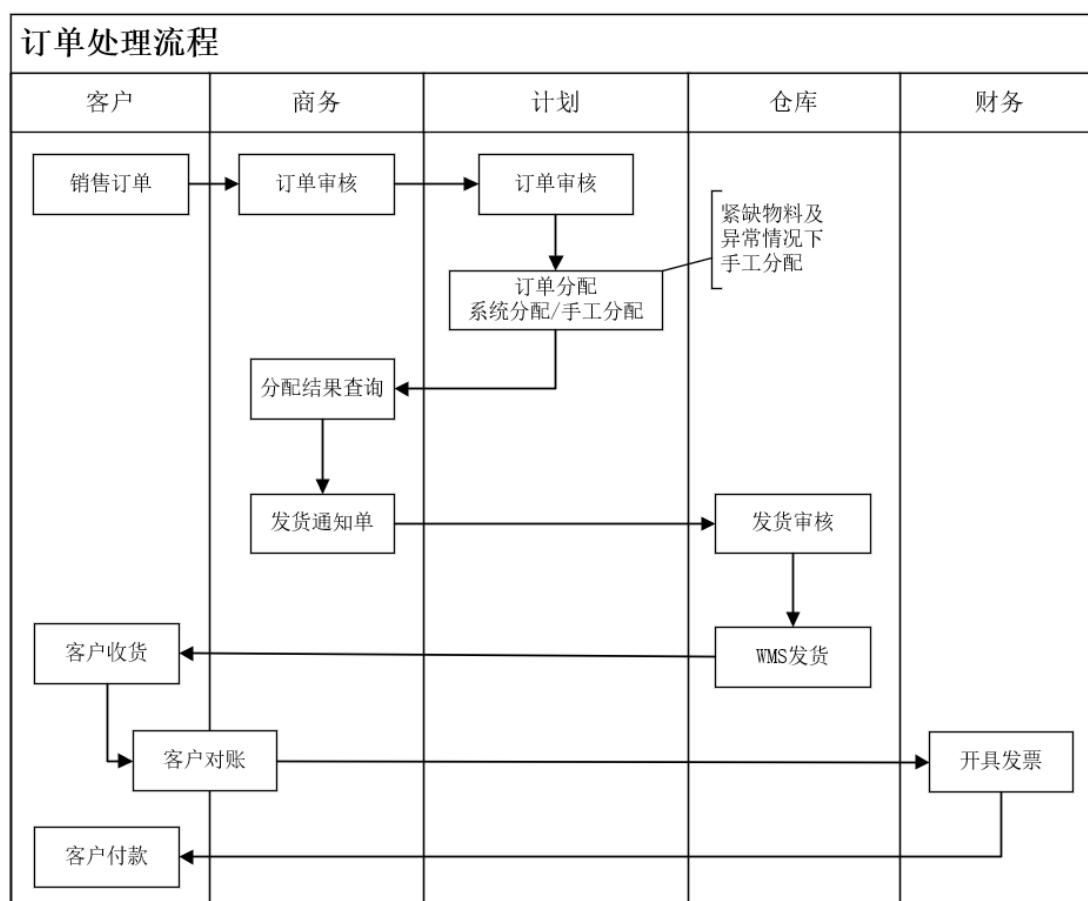 订单处理流程
客户
商务
计划
仓库
财务
销售订单
订单审核
订单审核
紧缺物料及
异常情况下
手工分配
订单分配
系统分配/手工分配
分配结果查询
发货通知单
发货审核
客户收货
WMS发货
客户对账
开具发票
客户付款